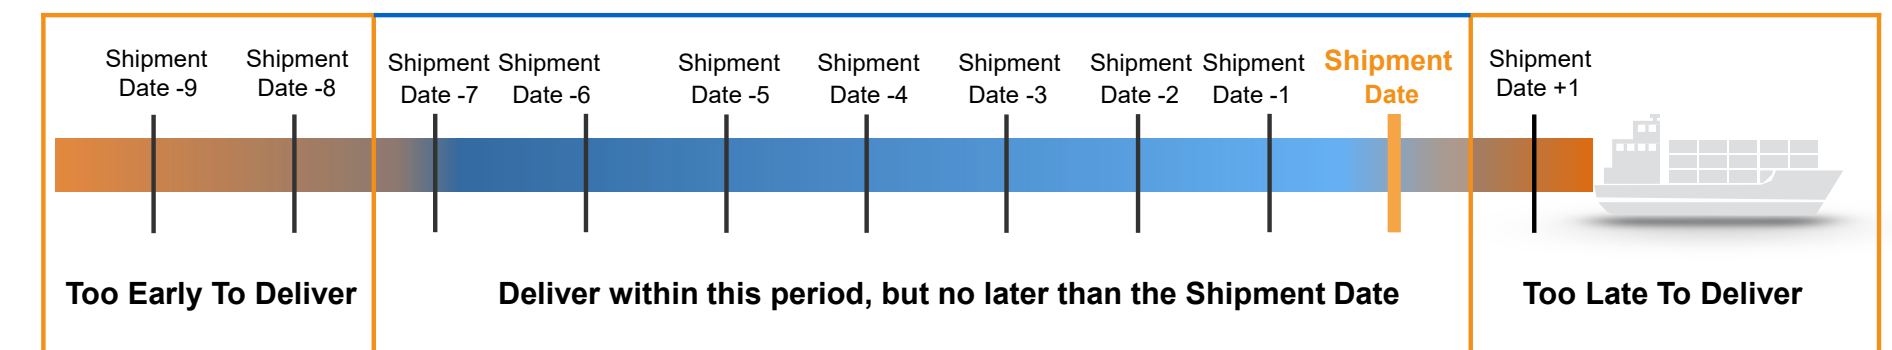 Shipment
Date -9
Shipment
Date -8
Shipment
Date -7
Shipment
Date -6
Shipment
Date -5
Shipment
Date -4
Shipment
Date -3
Shipment
Date -2
Shipment
Date -1
Shipment
Date
Shipment
Date +1
Too Early To Deliver
Deliver within this period, but no later than the Shipment Date
Too Late To Deliver